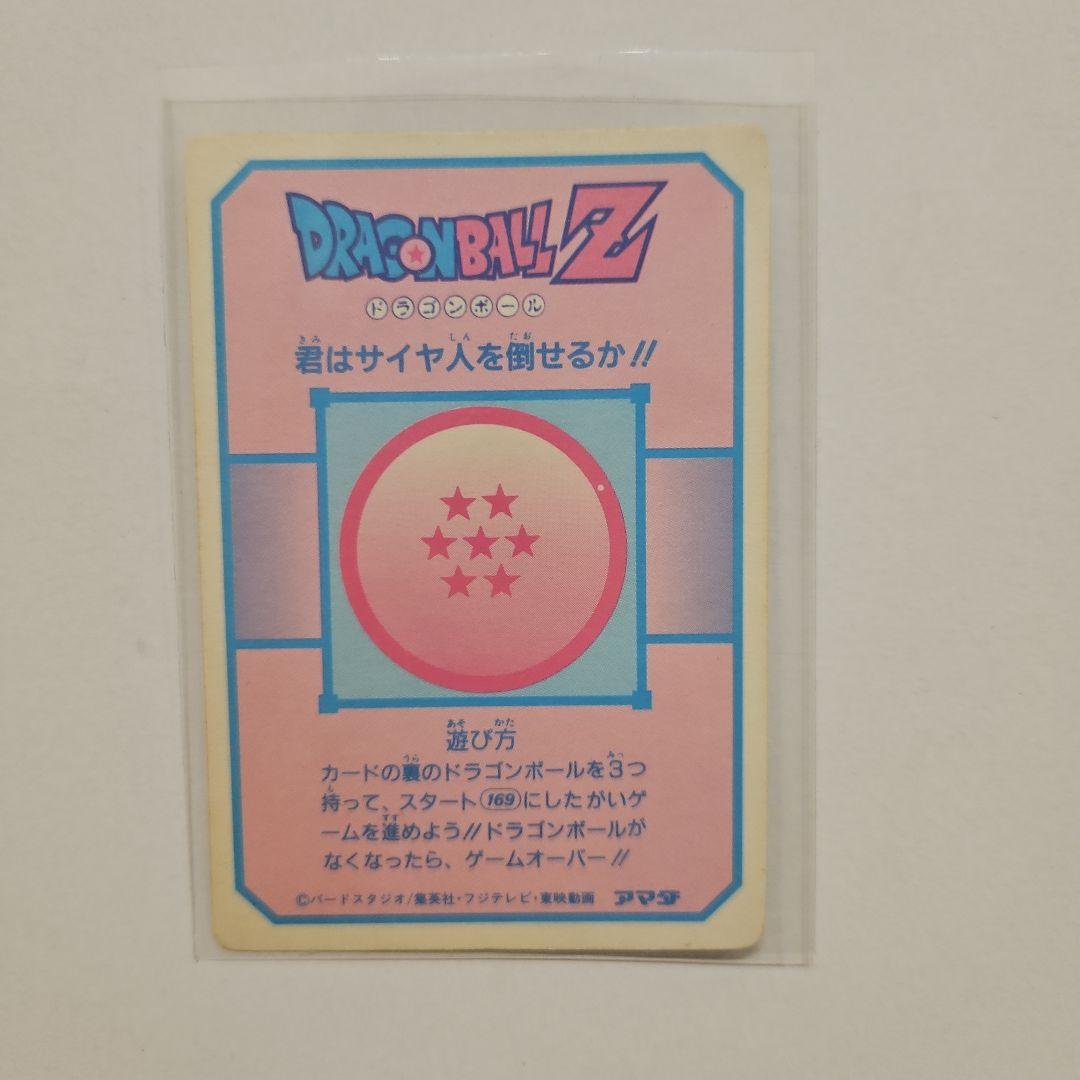 DRAGONBALL Z
ドラゴンボール
君はサイヤ人を倒せるか!!
遊び方
カードの裏のドラゴンボールを3つ
持って、スタート169にしたがいゲ
ームを進めよう!!ドラゴンボールが
なくなったら、ゲームオーバー!!
©バードスタジオ/集英社・フジテレビ・東映動画 アマダ